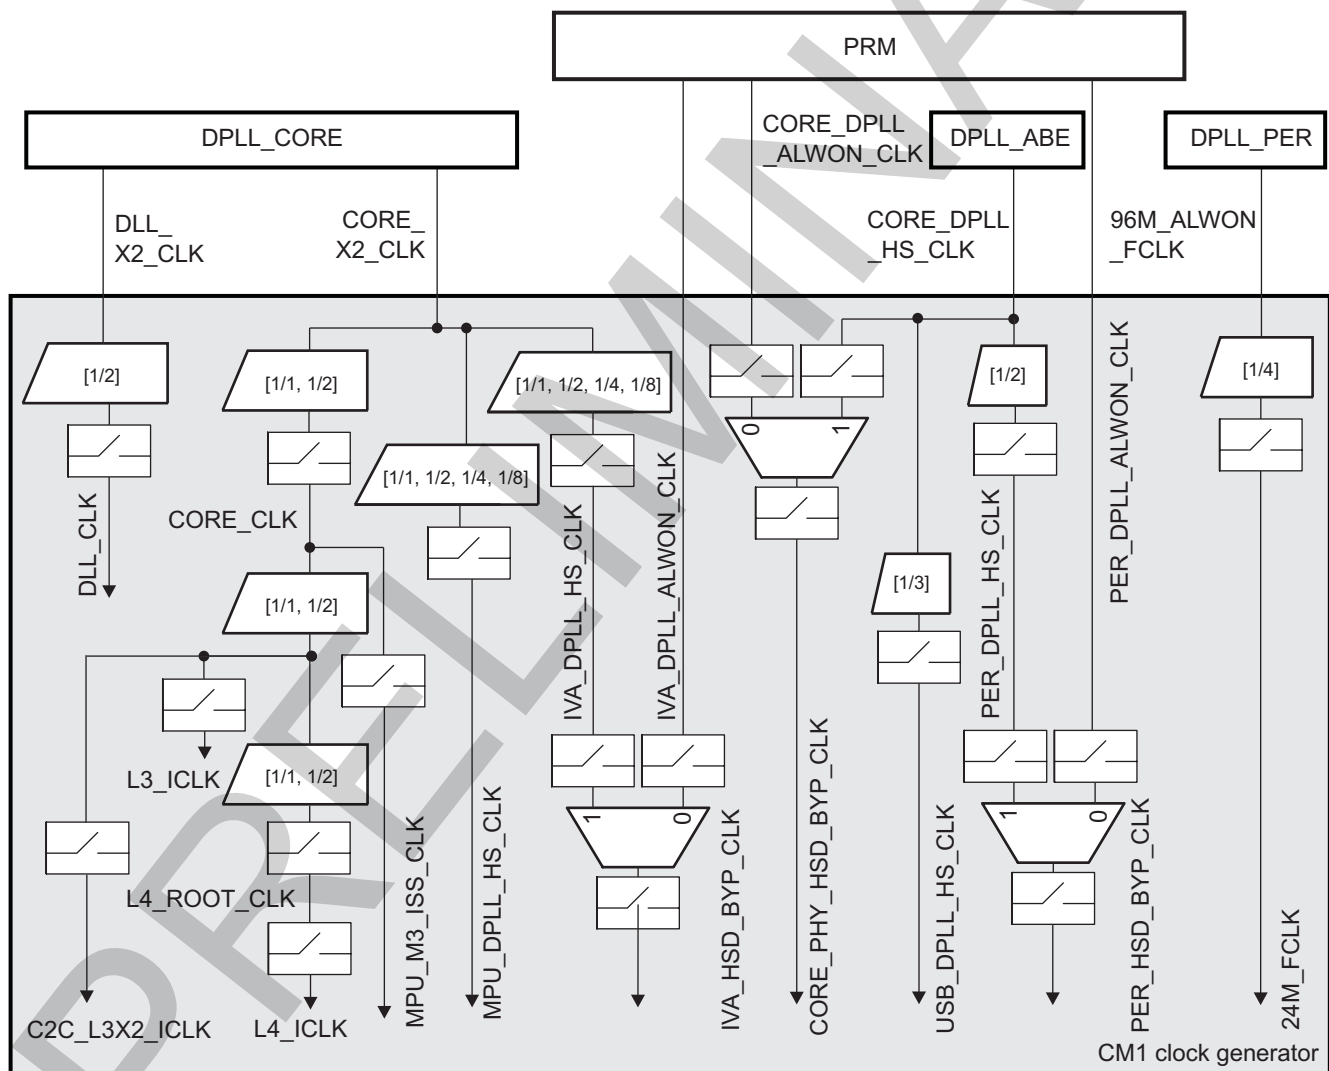 PRM
DPLL_CORE
CORE_DPLL
_ALWON_CLK
DPLL_ABE
DPLL_PER
DLL_
X2_CLK
CORE_
X2_CLK
CORE_DPLL
_HS_CLK
96M_ALWON
_FCLK
[1/2]
[1/1, 1/2]
[1/1, 1/2, 1/4, 1/8]
[1/2]
[1/4]
0
1
[1/1, 1/2, 1/4, 1/8]
DLL_CLK
CORE_CLK
IVA_DPLL_HS_CLK
IVA_DPLL_ALWON_CLK
PER_DPLL_HS_CLK
PER_DPLL_ALWON_CLK
[1/1, 1/2]
[1/3]
L3_ICLK
[1/1, 1/2]
1
0
1
0
L4_ROOT_CLK
MPU_M3_ISS_CLK
MPU_DPLL_HS_CLK
IVA_HSD_BYP_CLK
CORE_PHY_HSD_BYP_CLK
USB_DPLL_HS_CLK
PER_HSD_BYP_CLK
24M_FCLK
C2C_L3X2_ICLK
L4_ICLK
CM1 clock generator
PRELIMINA